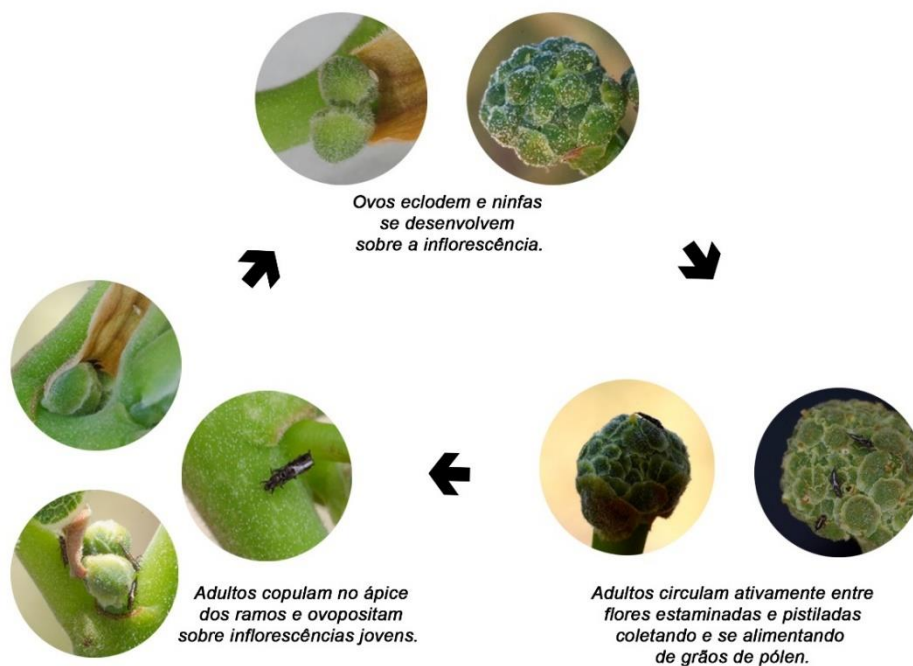 Ovos eclodem e ninfas
se desenvolvem
sobre a inflorescência.
Adultos copulam no ápice
dos ramos e ovopositam
sobre inflorescências jovens.
Adultos circulam ativamente entre
flores estaminadas e pistiladas
coletando e se alimentando
de grãos de pólen.